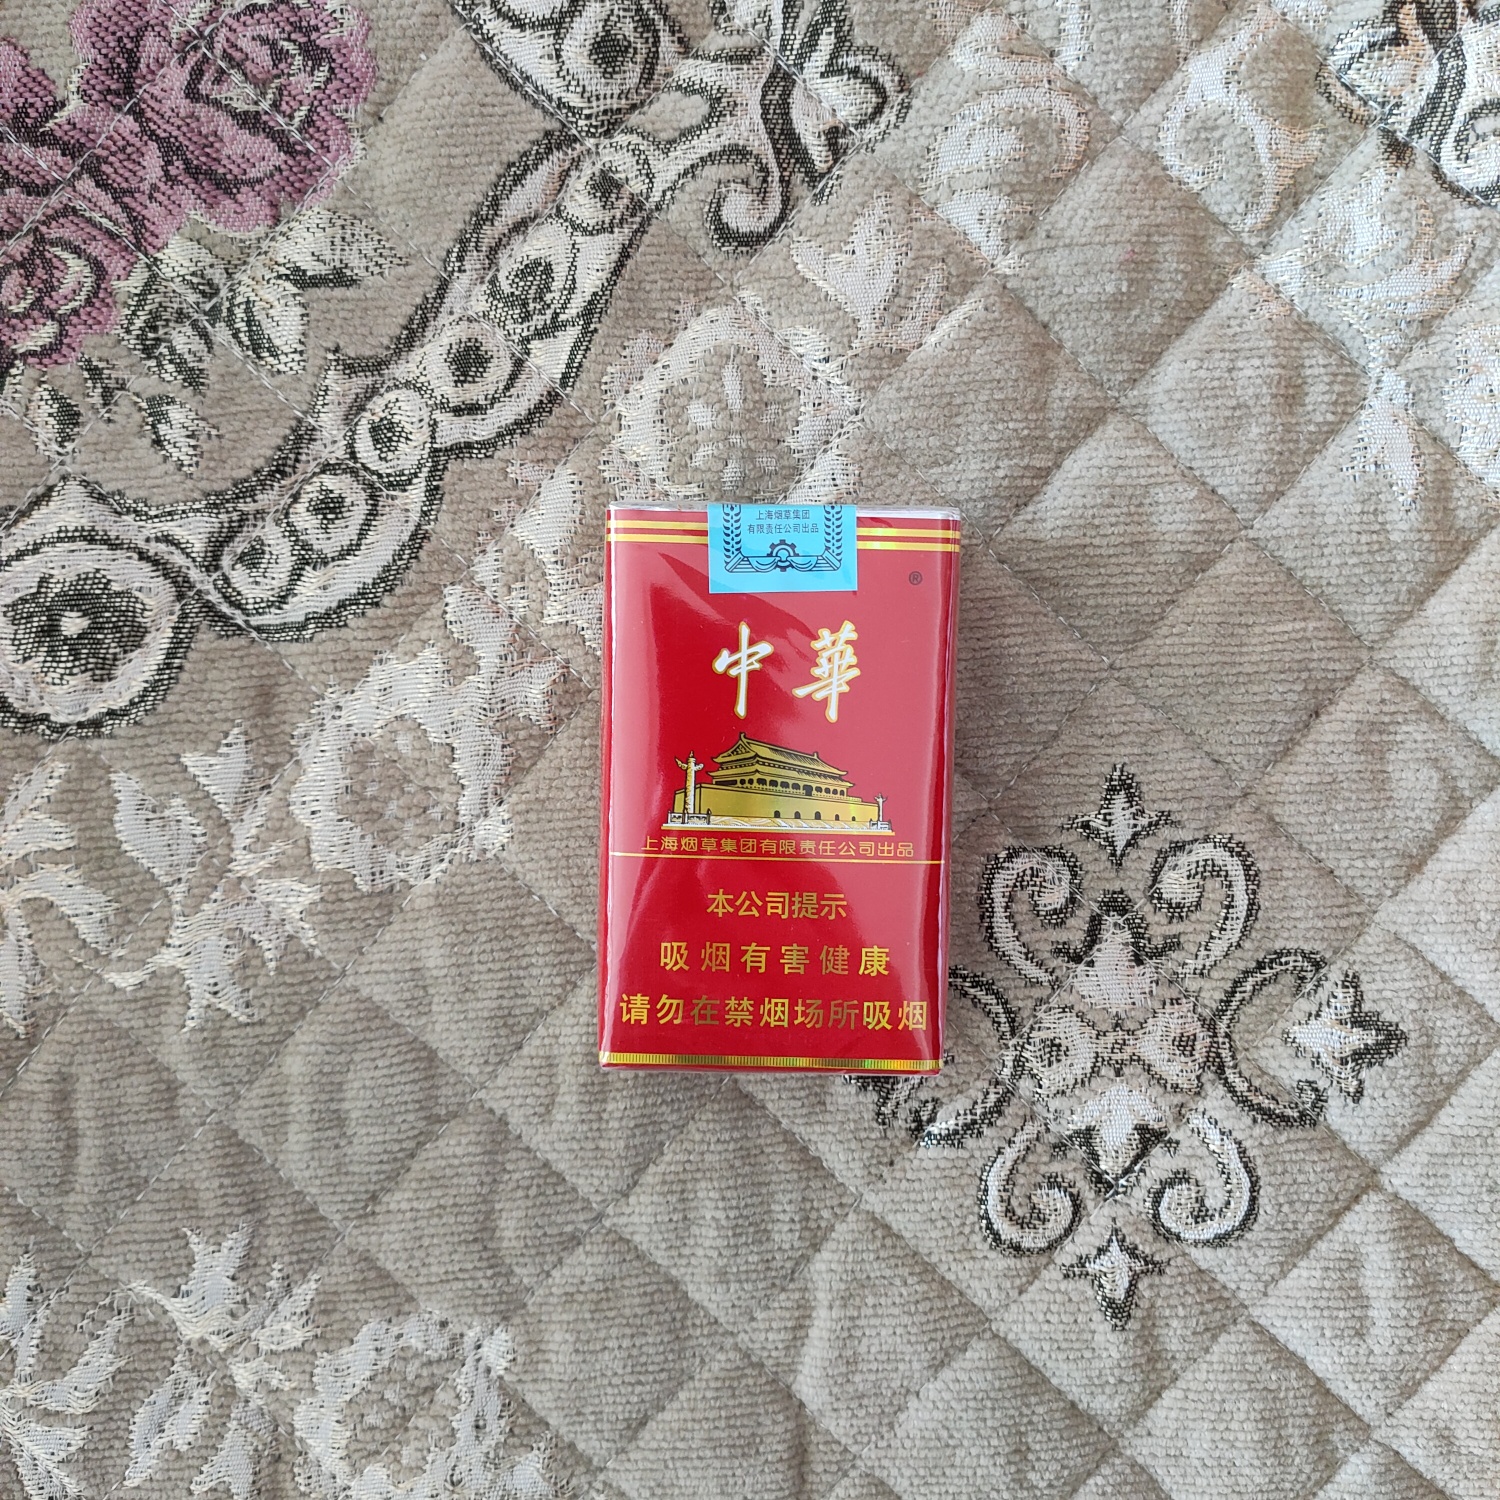 上海烟草集团
有限责任公司出品
®
中華
上海烟草集团有限责任公司出品
本公司提示
吸烟有害健康
请勿在禁烟场所吸烟